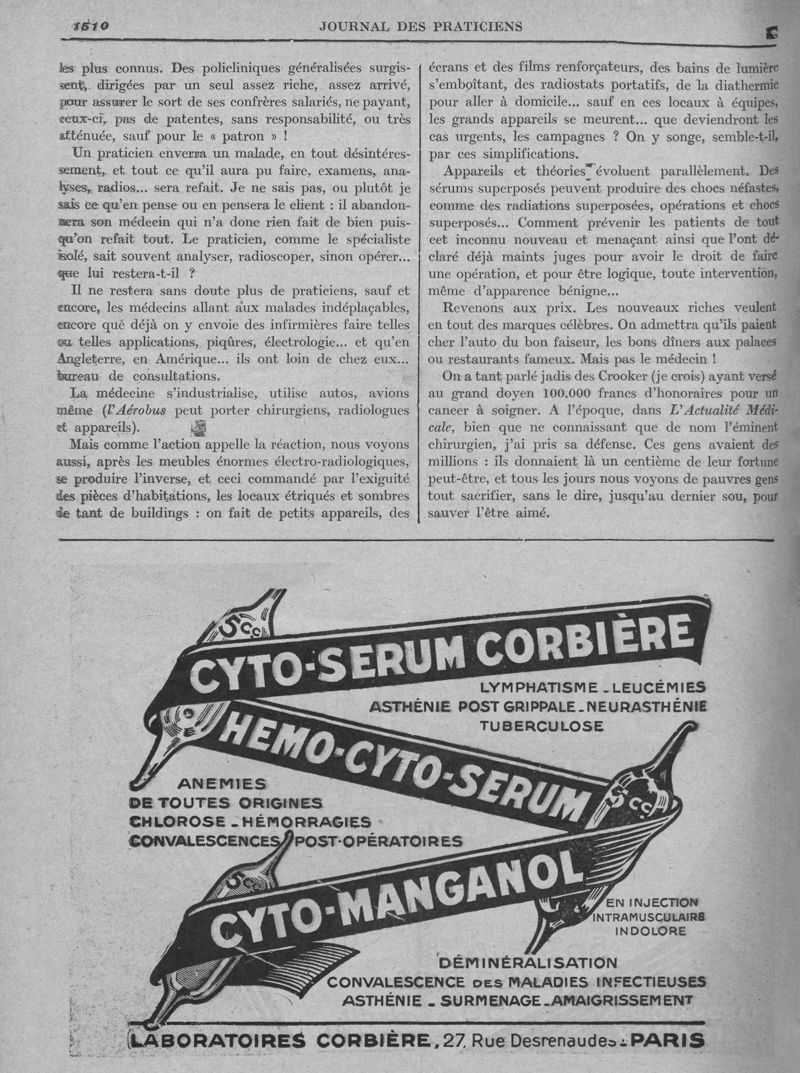 1510
JOURNAL DES PRATICIENS
les plus connus. Des policliniques généralisées surgis-
sent, dirigées par un seul assez riche, assez arrivé,
pour assurer le sort de ses confrères salariés, ne payant,
ceux-ci, pas de patentes, sans responsabilité, ou très
atténuée, sauf pour le « patron » !
Un praticien enverra un malade, en tout désintéres-
sement, et tout ce qu'il aura pu faire, examens, ana-
lyses, radios... sera refait. Je ne sais pas, ou plutôt je
sais ce qu'en pense ou en pensera le client : il abandon-
nera son médecin qui n'a donc rien fait de bien puis-
qu'on refait tout. Le praticien, comme le spécialiste
isolé, sait souvent analyser, radioscoper, sinon opérer...
que lui restera-t-il ?
Il ne restera sans doute plus de praticiens, sauf et
encore, les médecins allant aux malades indéplaçables,
encore qué déjà on y envoie des infirmières faire telles
ou telles applications, piqûres, électrologie... et qu'en
Angleterre, en Amérique... ils ont loin de chez eux...
bureau de consultations.
La médecine s'industrialise, utilise autos, avions
même (l'Aérobus peut porter chirurgiens, radiologues
et appareils).
Mais comme l'action appelle la réaction, nous voyons
aussi, après les meubles énormes électro-radiologiques,
se produire l'inverse, et ceci commandé par l'exiguité
des pièces d'habitations, les locaux étriqués et sombres
de tant de buildings : on fait de petits appareils, des
écrans et des films renforçateurs, des bains de lumière
s'emboîtant, des radiostats portatifs, de la diathermie
pour aller à domicile... sauf en ces locaux à équipes,
les grands appareils se meurent... que deviendront les
cas urgents, les campagnes ? On y songe, semble-t-il,
par ces simplifications.
Appareils et théories évoluent parallèlement. Des
sérums superposés peuvent produire des chocs néfastes,
comme des radiations superposées, opérations et chocs
superposés... Comment prévenir les patients de tout
cet inconnu nouveau et menaçant ainsi que l'ont dé-
claré déjà maints juges pour avoir le droit de faire
une opération, et pour être logique, toute intervention,
même d'apparence bénigne...
Revenons aux prix. Les nouveaux riches veulent
en tout des marques célèbres. On admettra qu'ils paient
cher l'auto du bon faiseur, les bons dîners aux palaces
ou restaurants fameux. Mais pas le médecin !
On a tant parlé jadis des Crooker (je crois) ayant versé
au grand doyen 100.000 francs d'honoraires pour un
cancer à soigner. A l'époque, dans L'Actualité Médi-
cale, bien que ne connaissant que de nom l'éminent
chirurgien, j'ai pris sa défense. Ces gens avaient des
millions : ils donnaient là un centième de leur fortune
peut-être, et tous les jours nous voyons de pauvres gens
tout sacrifier, sans le dire, jusqu'au dernier sou, pour
sauver l'être aimé.
5 cc.
CYTO-SERUM CORBIÈRE
LYMPHATISME - LEUCÉMIES
ASTHÉNIE POST GRIPPALE - NEURASTHÉNIE
TUBERCULOSE
HEMO-CYTO-SERUM
5 cc.
ANEMIES
DE TOUTES ORIGINES
CHLOROSE - HÉMORRAGIES
CONVALESCENCES POST-OPÉRATOIRES
5 cc.
CYTO-MANGANOL
EN INJECTION
INTRAMUSCULAIRE
INDOLORE
DÉMINÉRALISATION
CONVALESCENCE DES MALADIES INFECTIEUSES
ASTHÉNIE - SURMENAGE - AMAIGRISSEMENT
LABORATOIRES CORBIÈRE, 27, Rue Desrenaudes - PARIS